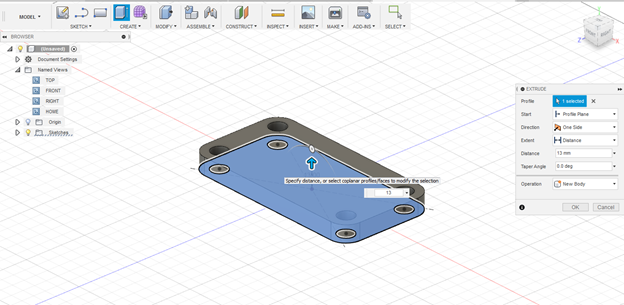 MODEL
SKETCH
CREATE
MODIFY
ASSEMBLE
CONSTRUCT
INSPECT
INSERT
MAKE
ADD-INS
SELECT
BROWSER
(Unsaved)
Document Settings
Named Views
TOP
FRONT
RIGHT
HOME
Origin
Sketches
Specify distance, or select coplanar profiles/faces to modify the selection
13
Z
X
EXTRUDE
Profile 1 selected
Start Profile Plane
Direction One Side
Extent Distance
Distance 13 mm
Taper Angle 0.0 deg
Operation New Body
OK Cancel